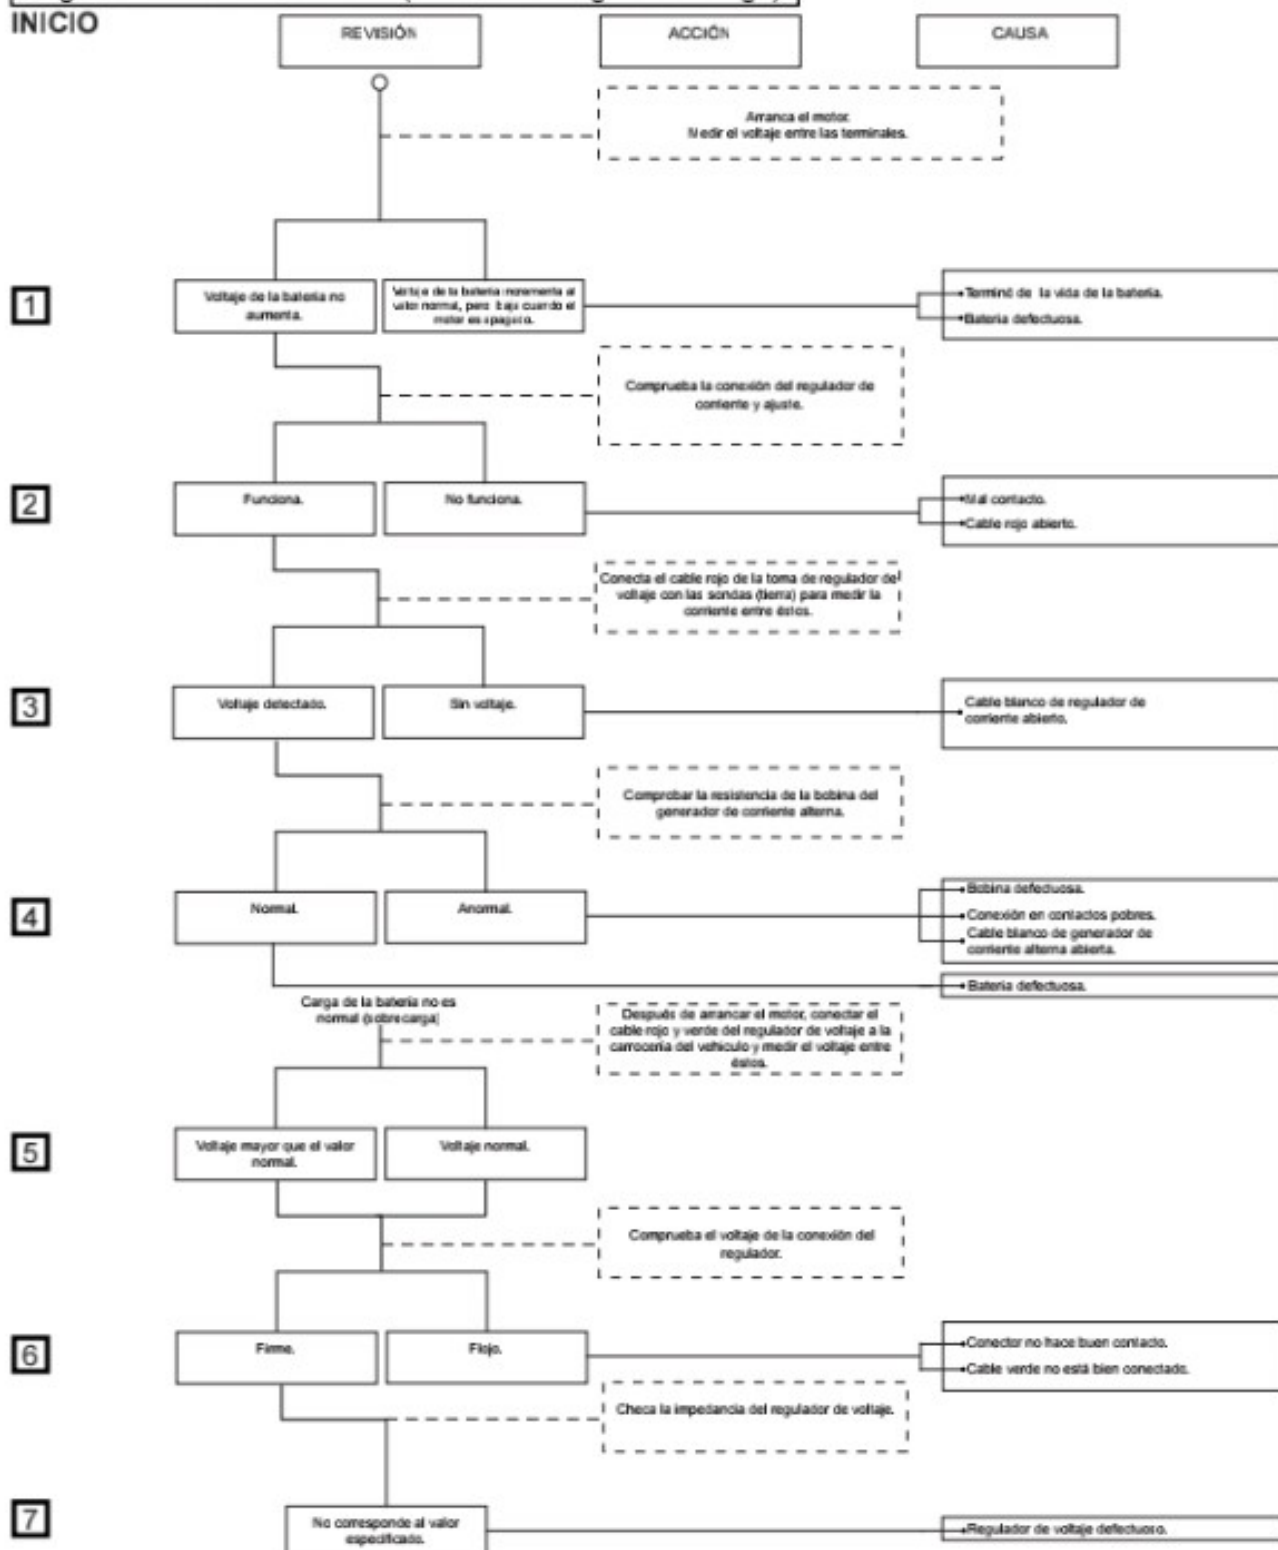 INICIO
REVISIÓN
ACCIÓN
CAUSA
Arranca el motor.
Medir el voltaje entre las terminales.
1
Voltaje de la batería no
aumenta.
Voltaje de la batería incrementa al
valor normal, pero baja cuando el
motor es apagado.
Terminó de la vida de la batería.
Batería defectuosa.
Comprueba la conexión del regulador de
corriente y ajuste.
2
Funciona.
No funciona.
Mal contacto.
Cable rojo abierto.
Conecta el cable rojo de la toma de regulador de
voltaje con las sondas (tierra) para medir la
corriente entre éstos.
3
Voltaje detectado.
Sin voltaje.
Cable blanco de regulador de
corriente abierto.
Comprobar la resistencia de la bobina del
generador de corriente alterna.
4
Normal.
Anormal.
Bobina defectuosa.
Conexión en contactos pobres.
Cable blanco de generador de
corriente alterna abierta.
Batería defectuosa.
Carga de la batería no es
normal (sobrecarga)
Después de arrancar el motor, conectar el
cable rojo y verde del regulador de voltaje a la
carrocería del vehículo y medir el voltaje entre
éstos.
5
Voltaje mayor que el valor
normal.
Voltaje normal.
Comprueba el voltaje de la conexión del
regulador.
6
Firme.
Flojo.
Conector no hace buen contacto.
Cable verde no está bien conectado.
Checa la impedancia del regulador de voltaje.
7
No corresponde al valor
especificado.
Regulador de voltaje defectuoso.